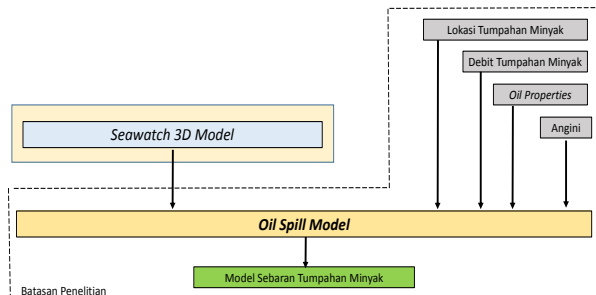 Lokasi Tumpahan Minyak
Debit Tumpahan Minyak
Oil Properties
Angini
Seawatch 3D Model
Oil Spill Model
Model Sebaran Tumpahan Minyak
Batasan Penelitian